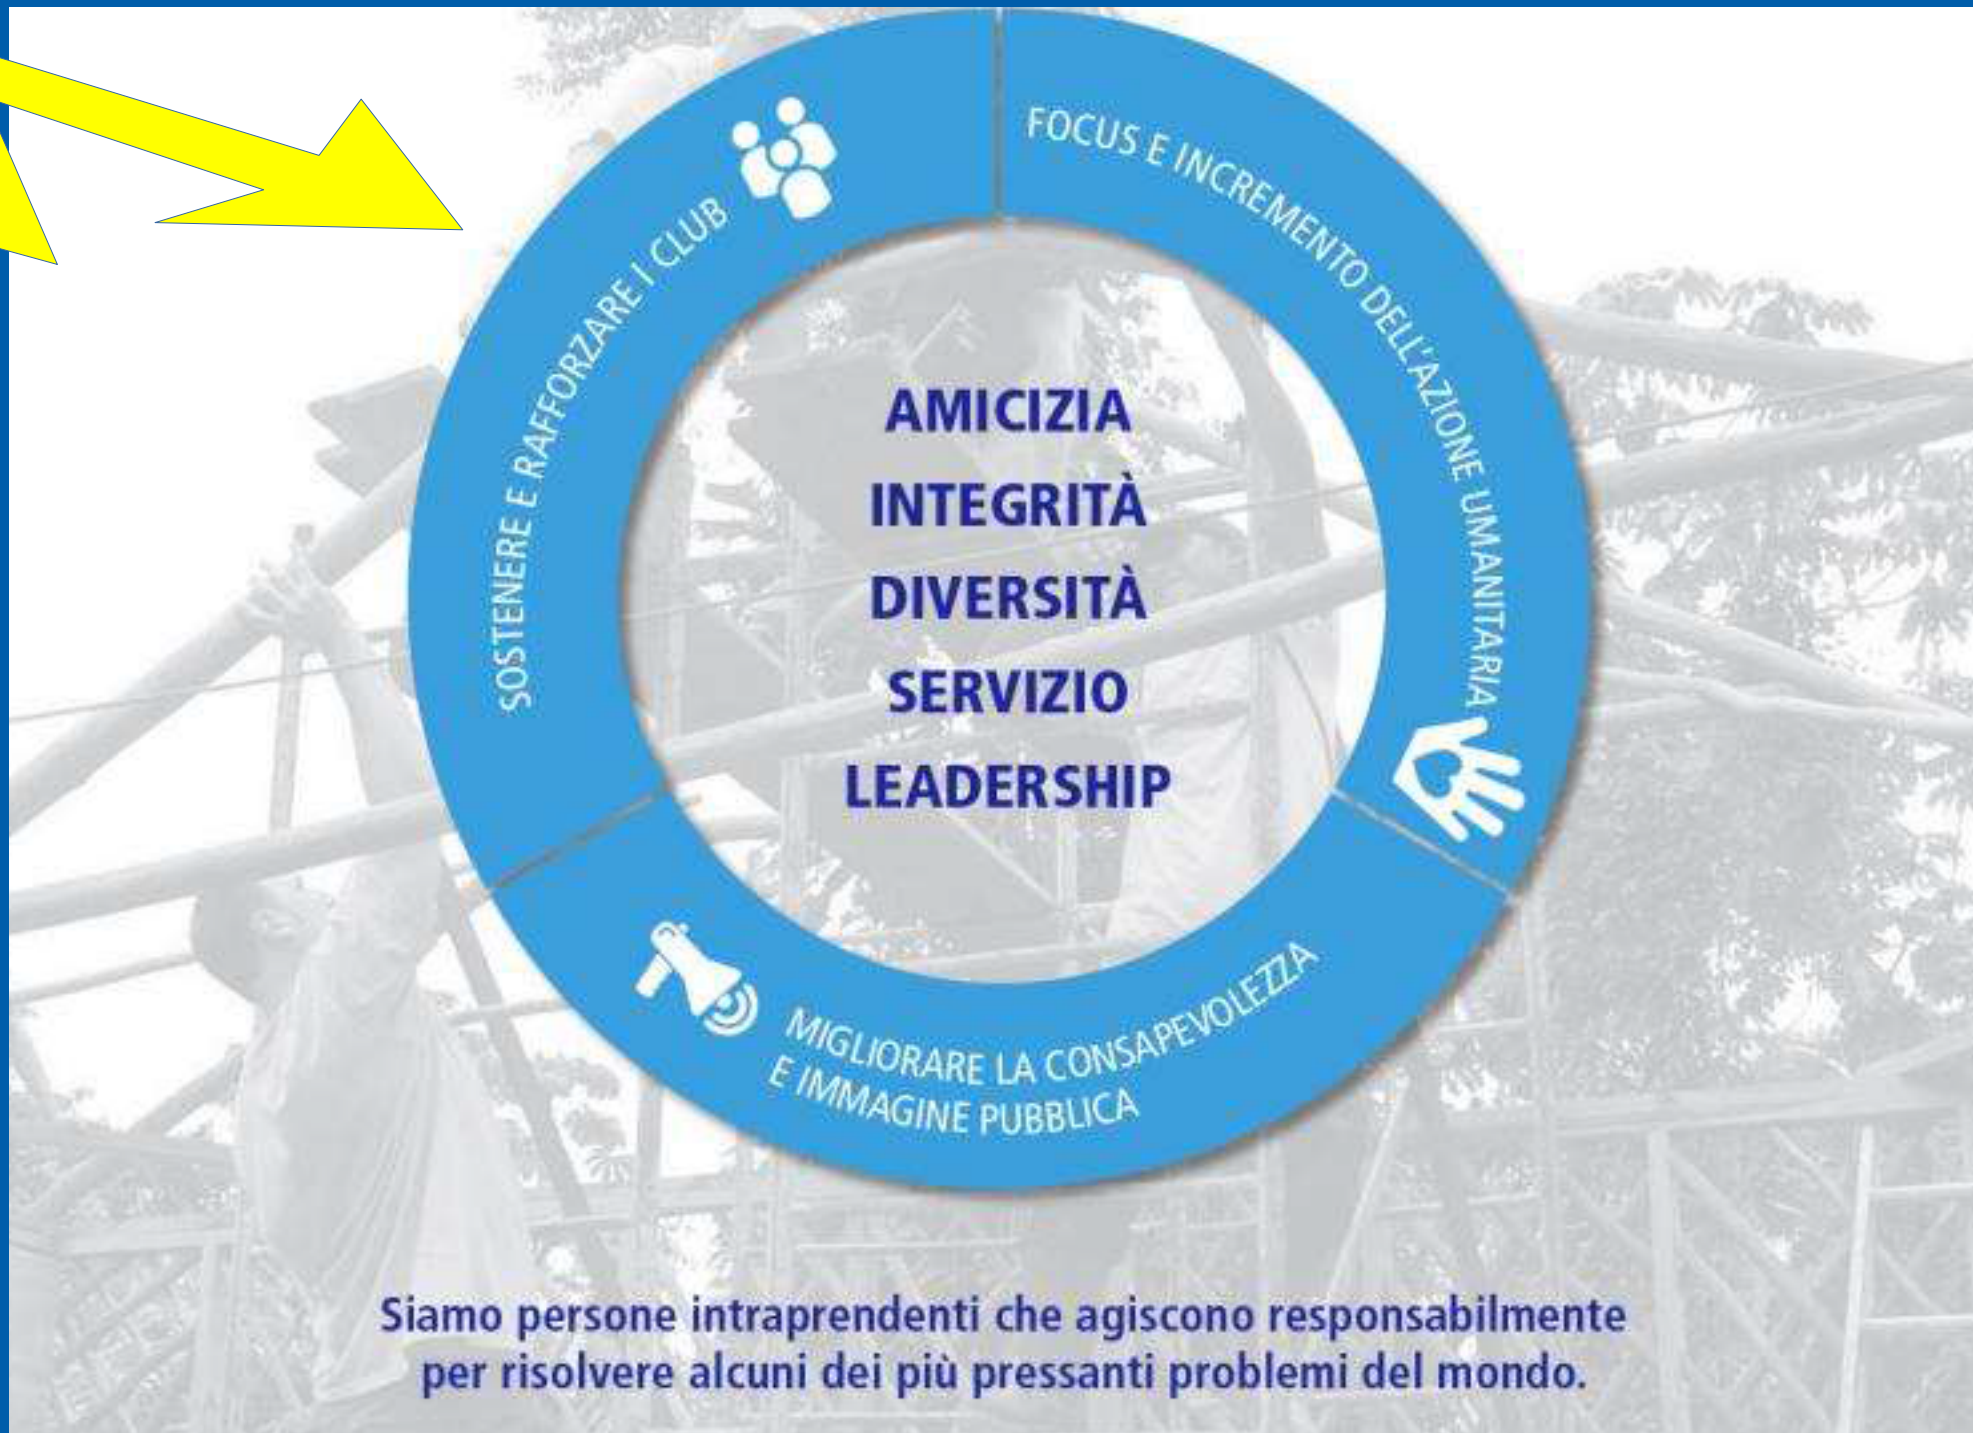 SOSTENERE E RAFFORZARE I CLUB
FOCUS E INCREMENTO DELL'AZIONE UMANITARIA
AMICIZIA
INTEGRITÀ
DIVERSITÀ
SERVIZIO
LEADERSHIP
MIGLIORARE LA CONSAPEVOLEZZA
E IMMAGINE PUBBLICA
Siamo persone intraprendenti che agiscono responsabilmente
per risolvere alcuni dei più pressanti problemi del mondo.